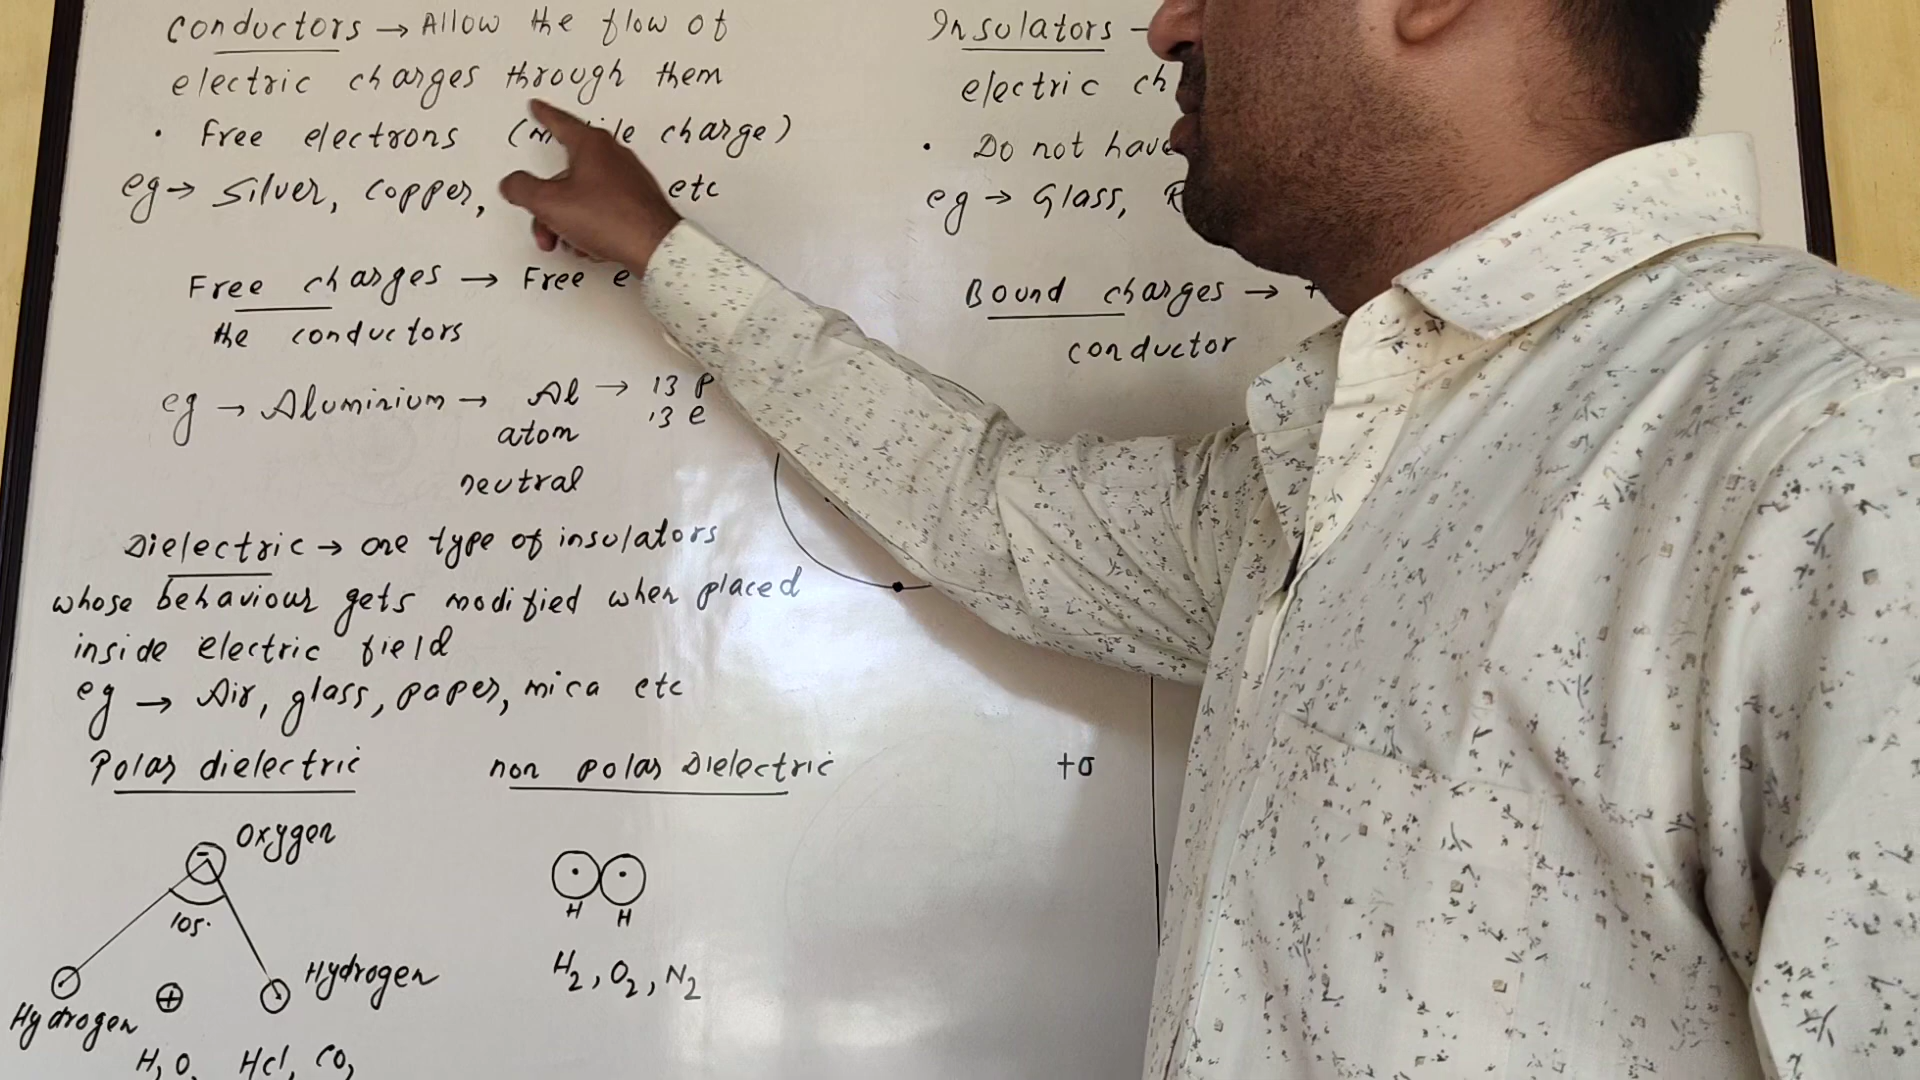 Conductors → Allow the flow of
electric charges through them
• Free electrons ( charge)
eg → Silver, Copper, etc
Free charges → Free
the conductors
eg → Aluminium → Al → 13 P
13 e
atom
neutral
Dielectric → one type of insulators
whose behaviour gets modified when placed
inside electric field
eg → Air, glass, paper, mica etc
Polar dielectric
Oxygen
-
105°
Hydrogen
Hydrogen
+
H2O, HCl, CO2
non polar Dielectric
H H
H2, O2, N2
Insulators
electric
• Do not have
eg → Glass,
Bound charges →
conductor
+σ